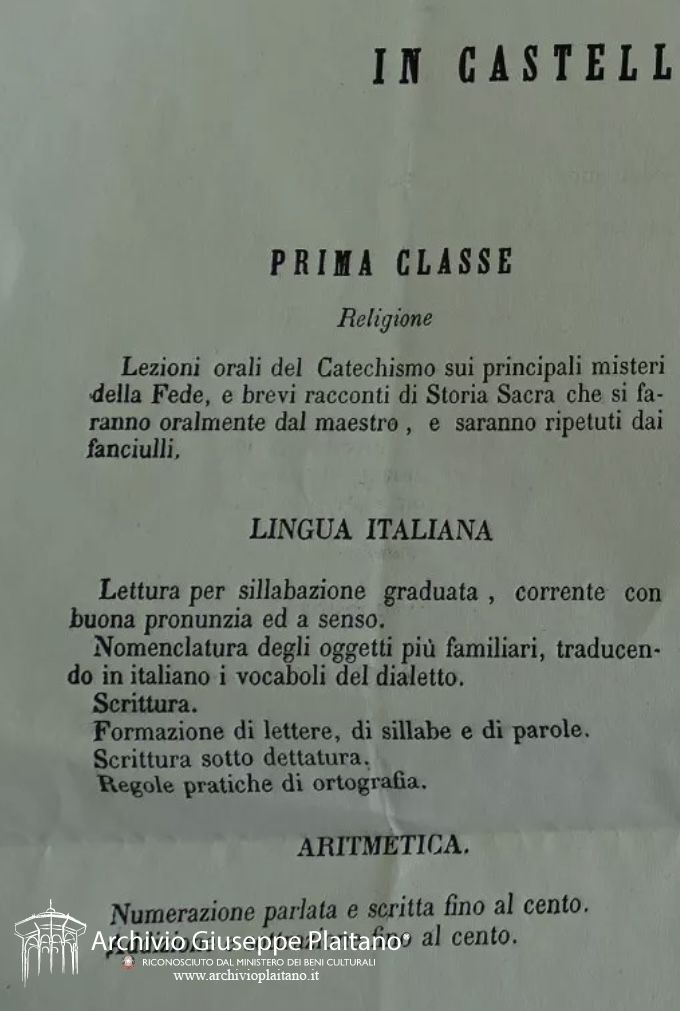 IN CASTELL
PRIMA CLASSE
Religione
Lezioni orali del Catechismo sui principali misteri
della Fede, e brevi racconti di Storia Sacra che si fa-
ranno oralmente dal maestro , e saranno ripetuti dai
fanciulli,
LINGUA ITALIANA
Lettura per sillabazione graduata , corrente con
buona pronunzia ed a senso.
Nomenclatura degli oggetti più familiari, traducen-
do in italiano i vocaboli del dialetto.
Scrittura.
Formazione di lettere, di sillabe e di parole.
Scrittura sotto dettatura.
Regole pratiche di ortografia.
ARITMETICA.
Numerazione parlata e scritta fino al cento.
fino al cento.
Archivio Giuseppe Plaitano®
RICONOSCIUTO DAL MINISTERO DEI BENI CULTURALI
www.archivioplaitano.it